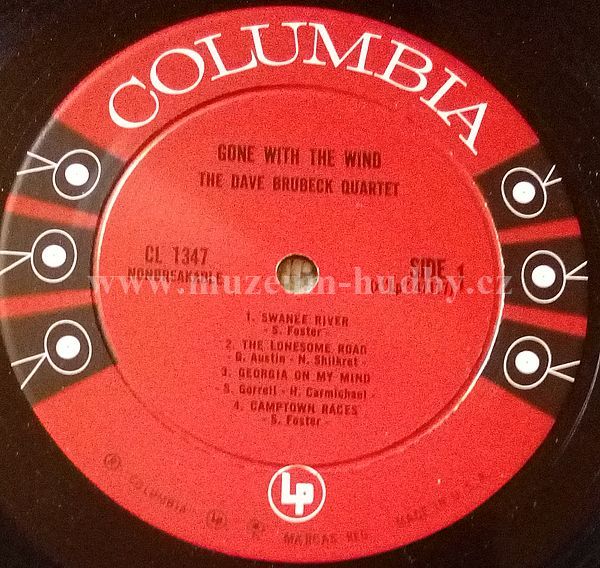 COLUMBIA
GONE WITH THE WIND
THE DAVE BRUBECK QUARTET
CL 1347
NONBREAKABLE
SIDE 1
www.muzeum-hudby.cz
1. SWANEE RIVER
- S. Foster -
2. THE LONESOME ROAD
G. Austin - N. Shilkret
3. GEORGIA ON MY MIND
- S. Gorrell - H. Carmichael -
4. CAMPTOWN RACES
- S. Foster -
LP
® COLUMBIA LP MARCAS REG. MADE IN U.S.A.